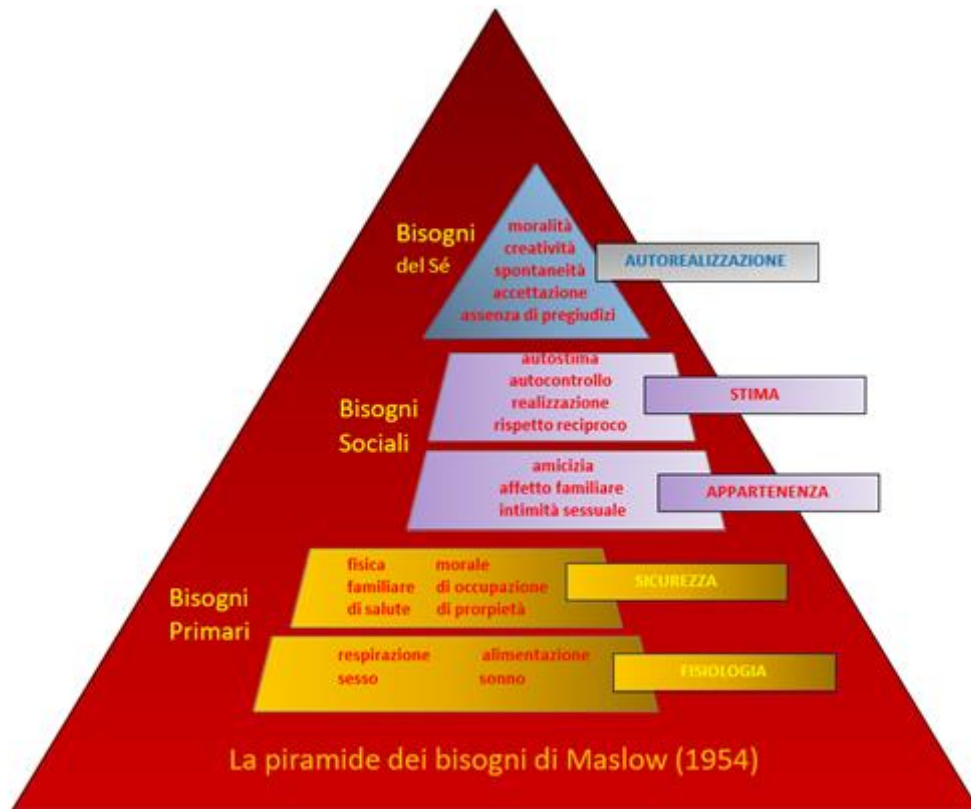 Bisogni
del Sé
moralità
creatività
spontaneità
accettazione
assenza di pregiudizi
AUTOREALIZZAZIONE
Bisogni
Sociali
autostima
autocontrollo
realizzazione
rispetto reciproco
STIMA
amicizia
affetto familiare
intimità sessuale
APPARTENENZA
Bisogni
Primari
fisica morale
familiare di occupazione
di salute di prorpietà
SICUREZZA
respirazione alimentazione
sesso sonno
FISIOLOGIA
La piramide dei bisogni di Maslow (1954)